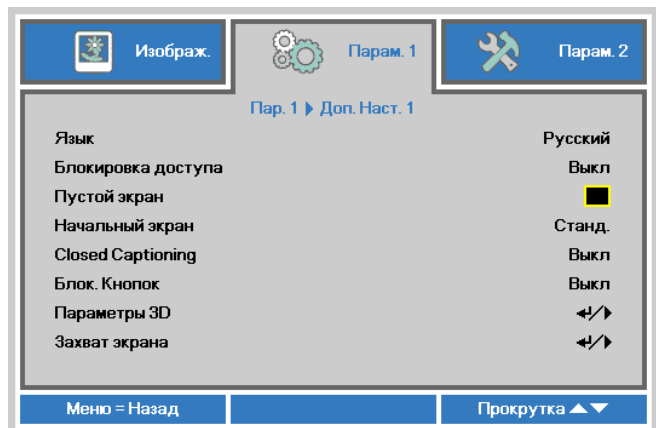 Изображ. Парам. 1 Парам. 2
Пар. 1 Доп. Наст. 1
Язык Русский
Блокировка доступа Выкл
Пустой экран
Начальный экран Станд.
Closed Captioning Выкл
Блок. Кнопок Выкл
Параметры 3D
Захват экрана
Меню = Назад Прокрутка